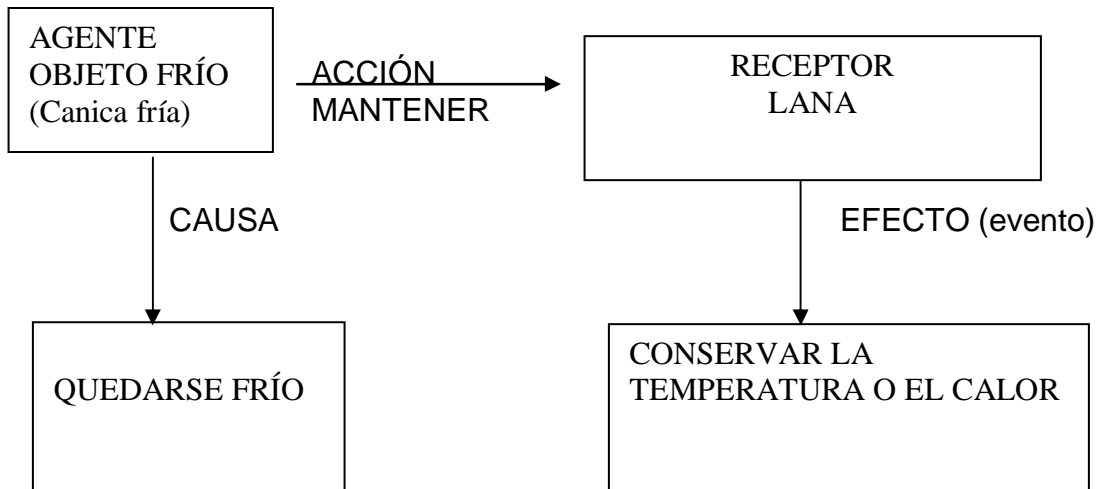 AGENTE
OBJETO FRÍO
(Canica fría)
ACCIÓN
MANTENER
RECEPTOR
LANA
CAUSA
EFECTO (evento)
QUEDARSE FRÍO
CONSERVAR LA
TEMPERATURA O EL CALOR